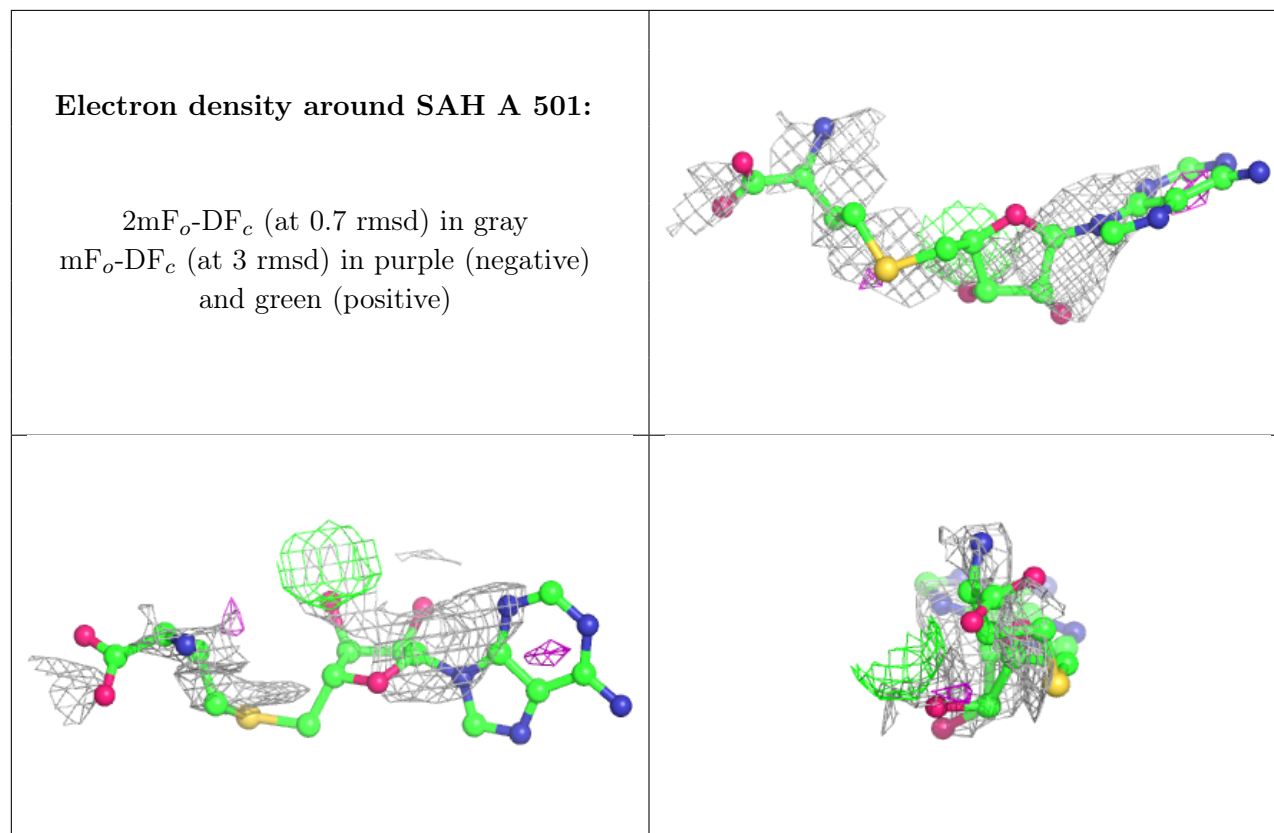 Electron density around SAH A 501:
2mFₒ-DF𝒸 (at 0.7 rmsd) in gray
mFₒ-DF𝒸 (at 3 rmsd) in purple (negative)
and green (positive)